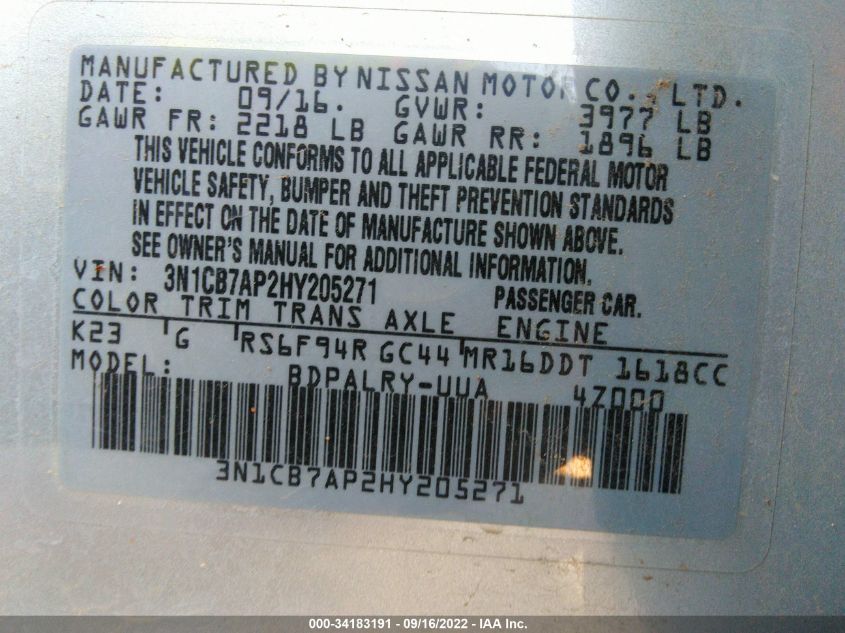 MANUFACTURED BY NISSAN MOTOR CO., LTD.
DATE: 09/16. GVWR: 3977 LB
GAWR FR: 2218 LB GAWR RR: 1896 LB
THIS VEHICLE CONFORMS TO ALL APPLICABLE FEDERAL MOTOR
VEHICLE SAFETY, BUMPER AND THEFT PREVENTION STANDARDS
IN EFFECT ON THE DATE OF MANUFACTURE SHOWN ABOVE.
SEE OWNER'S MANUAL FOR ADDITIONAL INFORMATION.
VIN: 3N1CB7AP2HY205271 PASSENGER CAR.
COLOR TRIM TRANS AXLE ENGINE
K23 G RS6F94R GC44 MR16DDT 1618CC
MODEL: BDPALRY-UUA 4Z000
3N1CB7AP2HY205271
000-34183191 - 09/16/2022 - IAA Inc.